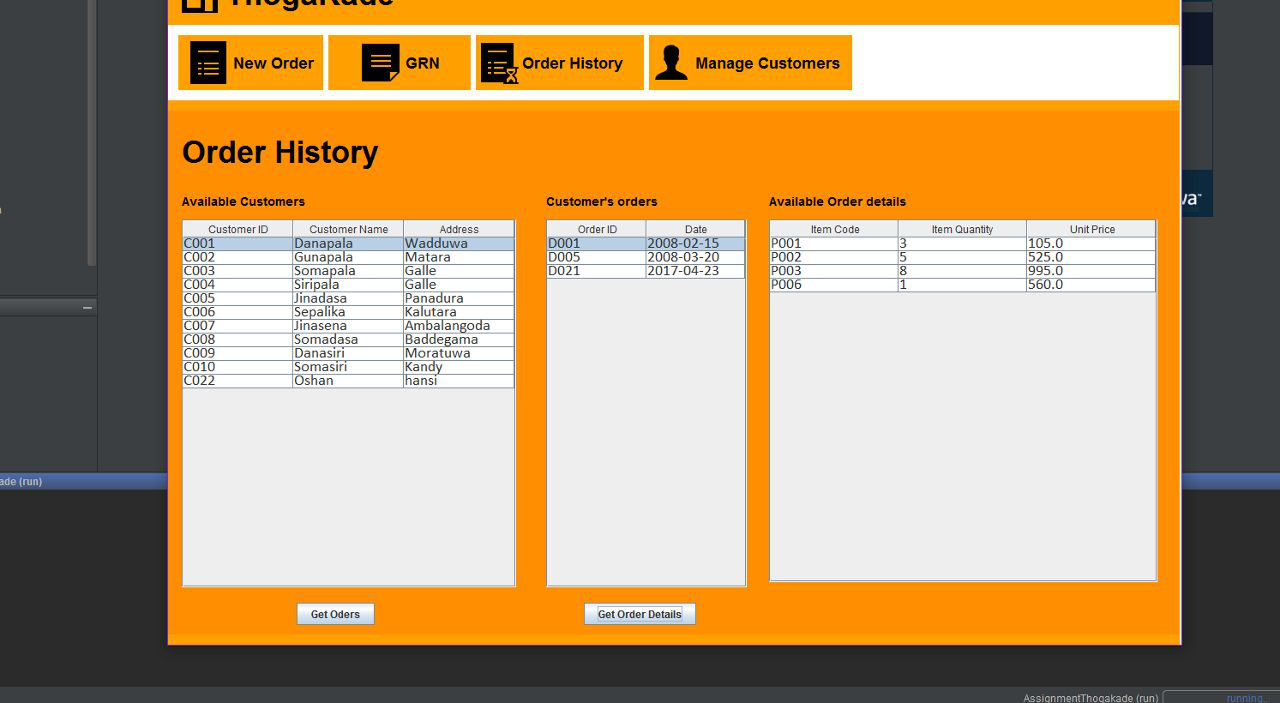 ThogaKade
New Order GRN Order History Manage Customers
Order History
Available Customers Customer's orders Available Order details
Customer ID Customer Name Address Order ID Date Item Code Item Quantity Unit Price
C001 Danapala Wadduwa D001 2008-02-15 P001 3 105.0
C002 Gunapala Matara D005 2008-03-20 P002 5 525.0
C003 Somapala Galle D021 2017-04-23 P003 8 995.0
C004 Siripala Galle P006 1 560.0
C005 Jinadasa Panadura
C006 Sepalika Kalutara
C007 Jinasena Ambalangoda
C008 Somadasa Baddegama
C009 Danasiri Moratuwa
C010 Somasiri Kandy
C022 Oshan hansi
ade (run)
Get Oders Get Order Details
AssignmentThogakade (run) running...